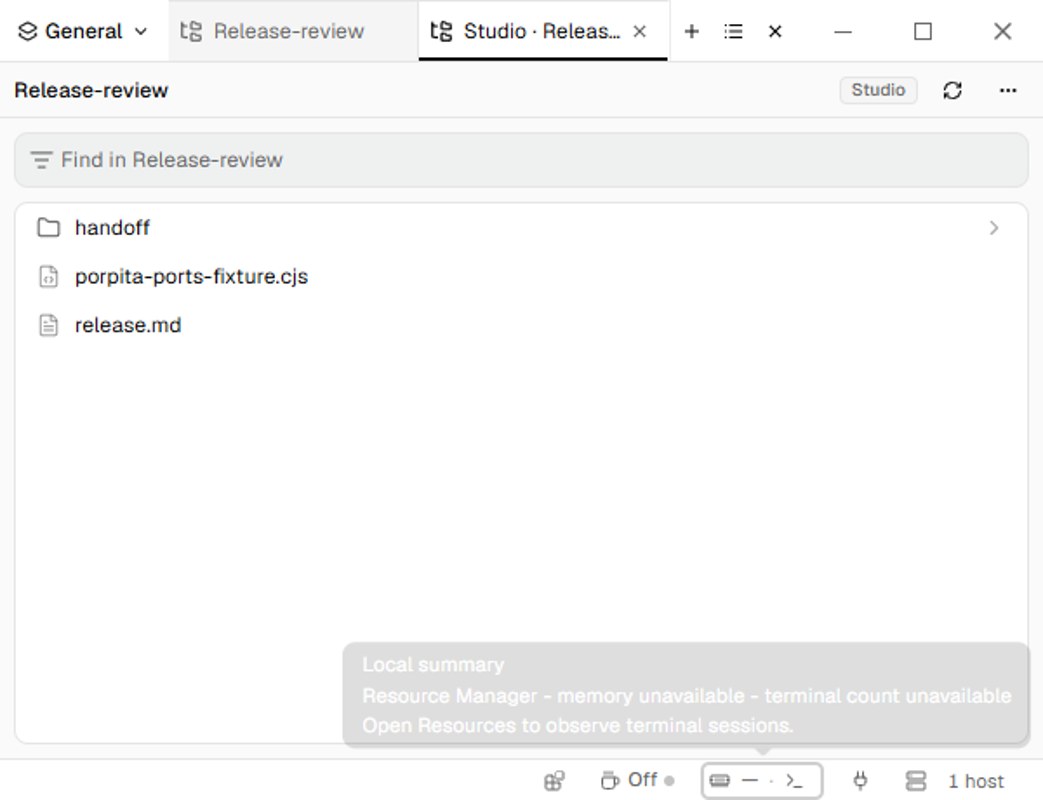 General
Release-review
Studio · Releas...
Release-review
Studio
Find in Release-review
handoff
porpita-ports-fixture.cjs
release.md
Local summary
Resource Manager - memory unavailable - terminal count unavailable
Open Resources to observe terminal sessions.
Off
1 host